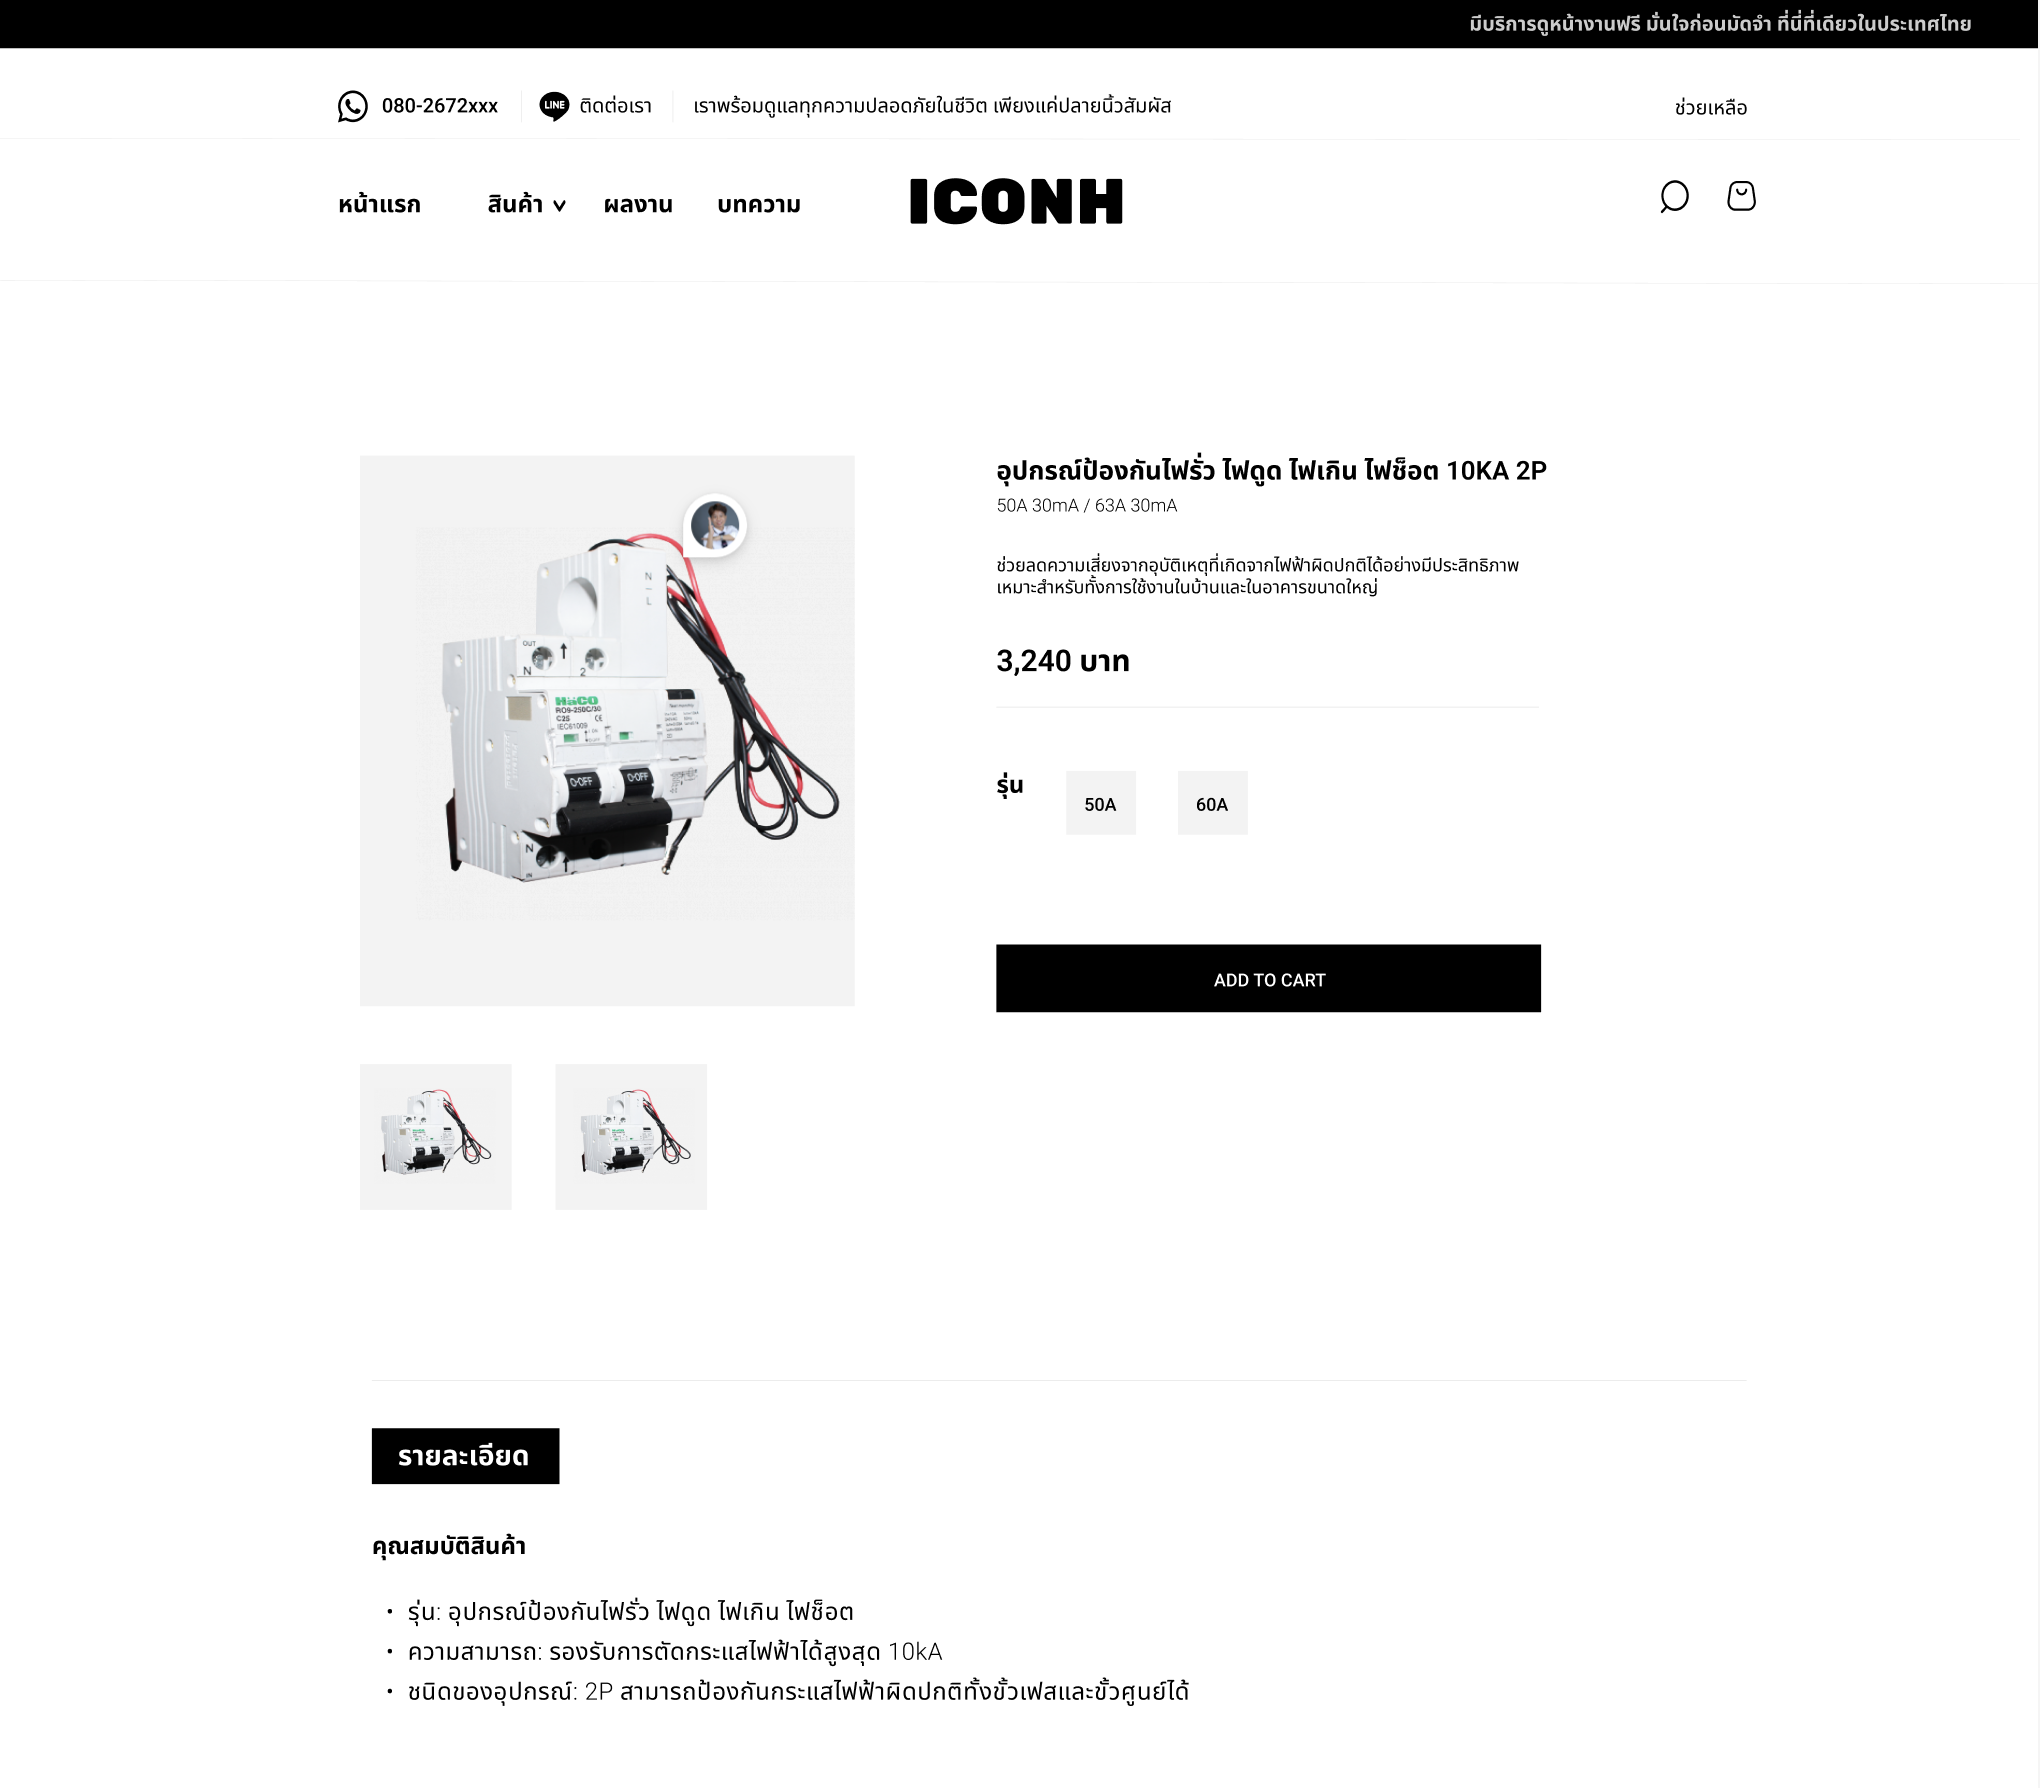 มีบริการดูหน้างานฟรี มั่นใจก่อนมัดจำ ที่นี่ที่เดียวในประเทศไทย
080-2672xxx
LINE
ติดต่อเรา
เราพร้อมดูแลทุกความปลอดภัยในชีวิต เพียงแค่ปลายนิ้วสัมผัส
ช่วยเหลือ
หน้าแรก
สินค้า
ผลงาน
บทความ
ICONH
อุปกรณ์ป้องกันไฟรั่ว ไฟดูด ไฟเกิน ไฟช็อต 10KA 2P
50A 30mA / 63A 30mA
ช่วยลดความเสี่ยงจากอุบัติเหตุที่เกิดจากไฟฟ้าผิดปกติได้อย่างมีประสิทธิภาพ
เหมาะสำหรับทั้งการใช้งานในบ้านและในอาคารขนาดใหญ่
3,240 บาท
รุ่น
50A
60A
ADD TO CART
N
L
OUT
N
2
HACO
RO9-250C/30
C25
CE
IEC61009
O-OFF
O-OFF
N
IN
รายละเอียด
คุณสมบัติสินค้า
• รุ่น: อุปกรณ์ป้องกันไฟรั่ว ไฟดูด ไฟเกิน ไฟช็อต
• ความสามารถ: รองรับการตัดกระแสไฟฟ้าได้สูงสุด 10kA
• ชนิดของอุปกรณ์: 2P สามารถป้องกันกระแสไฟฟ้าผิดปกติทั้งขั้วเฟสและขั้วศูนย์ได้